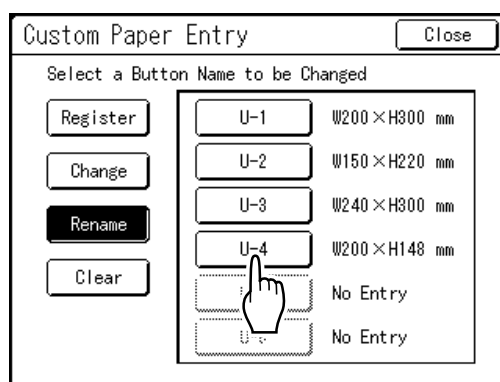 Custom Paper Entry
Close
Select a Button Name to be Changed
Register
Change
Rename
Clear
U-1 W200×H300 mm
U-2 W150×H220 mm
U-3 W240×H300 mm
U-4 W200×H148 mm
No Entry
No Entry